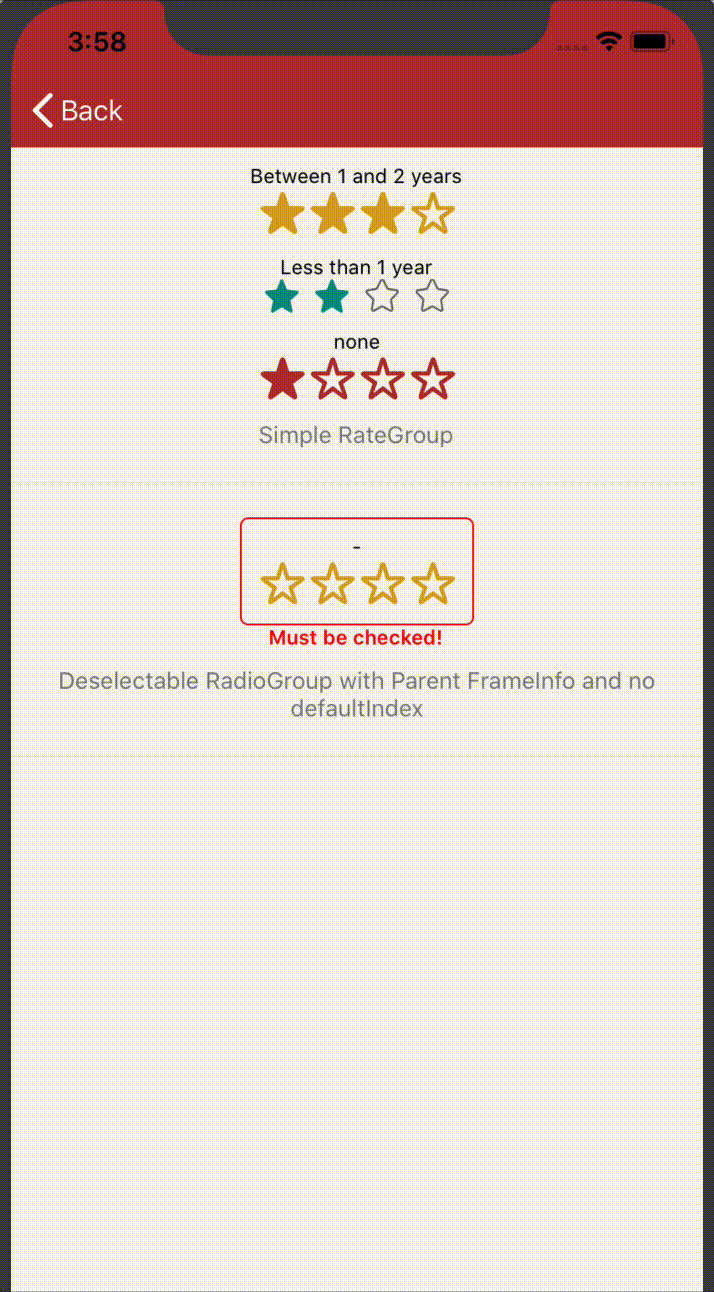 3:58
Back
Between 1 and 2 years
Less than 1 year
none
Simple RateGroup
-
Must be checked!
Deselectable RadioGroup with Parent FrameInfo and no
defaultIndex